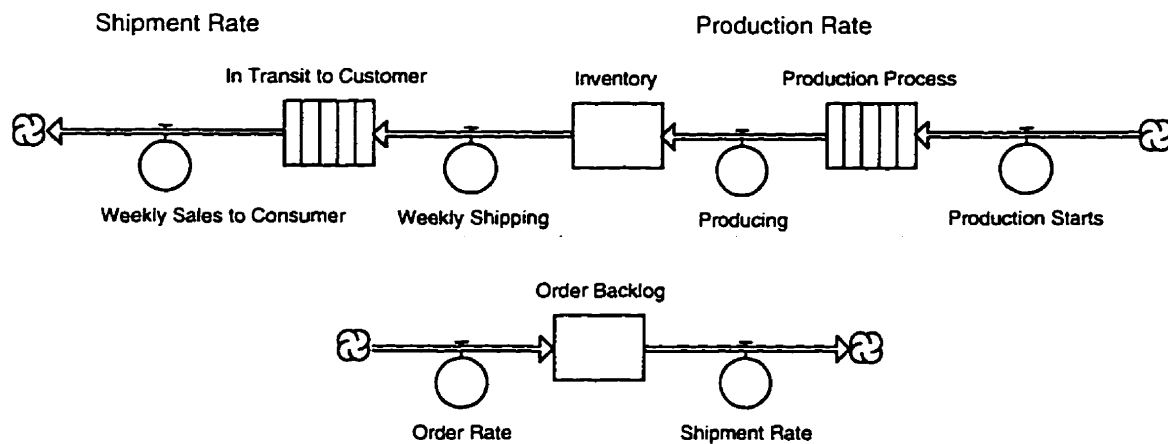 Shipment Rate
Production Rate
In Transit to Customer
Inventory
Production Process
Weekly Sales to Consumer
Weekly Shipping
Producing
Production Starts
Order Backlog
Order Rate
Shipment Rate